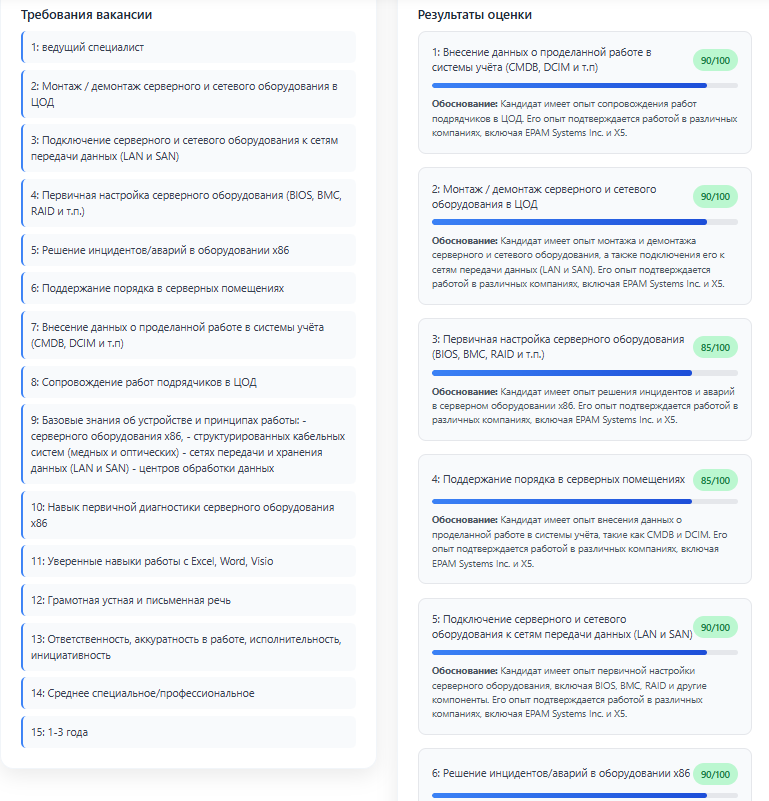 Требования вакансии
1: ведущий специалист
2: Монтаж / демонтаж серверного и сетевого оборудования в
ЦОД
3: Подключение серверного и сетевого оборудования к сетям
передачи данных (LAN и SAN)
4: Первичная настройка серверного оборудования (BIOS, BMC,
RAID и т.п.)
5: Решение инцидентов/аварий в оборудовании x86
6: Поддержание порядка в серверных помещениях
7: Внесение данных о проделанной работе в системы учёта
(CMDB, DCIM и т.п)
8: Сопровождение работ подрядчиков в ЦОД
9: Базовые знания об устройстве и принципах работы: -
серверного оборудования x86, - структурированных кабельных
систем (медных и оптических) - сетях передачи и хранения
данных (LAN и SAN) - центров обработки данных
10: Навык первичной диагностики серверного оборудования
x86
11: Уверенные навыки работы с Excel, Word, Visio
12: Грамотная устная и письменная речь
13: Ответственность, аккуратность в работе, исполнительность,
инициативность
14: Среднее специальное/профессиональное
15: 1-3 года
Результаты оценки
1: Внесение данных о проделанной работе в
системы учёта (CMDB, DCIM и т.п)
90/100
Обоснование: Кандидат имеет опыт сопровождения работ
подрядчиков в ЦОД. Его опыт подтверждается работой в различных
компаниях, включая EPAM Systems Inc. и X5.
2: Монтаж / демонтаж серверного и сетевого
оборудования в ЦОД
90/100
Обоснование: Кандидат имеет опыт монтажа и демонтажа
серверного и сетевого оборудования, а также подключения его к
сетям передачи данных (LAN и SAN). Его опыт подтверждается
работой в различных компаниях, включая EPAM Systems Inc. и X5.
3: Первичная настройка серверного оборудования
(BIOS, BMC, RAID и т.п.)
85/100
Обоснование: Кандидат имеет опыт решения инцидентов и аварий
в серверном оборудовании x86. Его опыт подтверждается работой в
различных компаниях, включая EPAM Systems Inc. и X5.
4: Поддержание порядка в серверных помещениях
85/100
Обоснование: Кандидат имеет опыт внесения данных о
проделанной работе в системы учёта, такие как CMDB и DCIM. Его
опыт подтверждается работой в различных компаниях, включая
EPAM Systems Inc. и X5.
5: Подключение серверного и сетевого
оборудования к сетям передачи данных (LAN и SAN)
90/100
Обоснование: Кандидат имеет опыт первичной настройки
серверного оборудования, включая BIOS, BMC, RAID и другие
компоненты. Его опыт подтверждается работой в различных
компаниях, включая EPAM Systems Inc. и X5.
6: Решение инцидентов/аварий в оборудовании x86
90/100